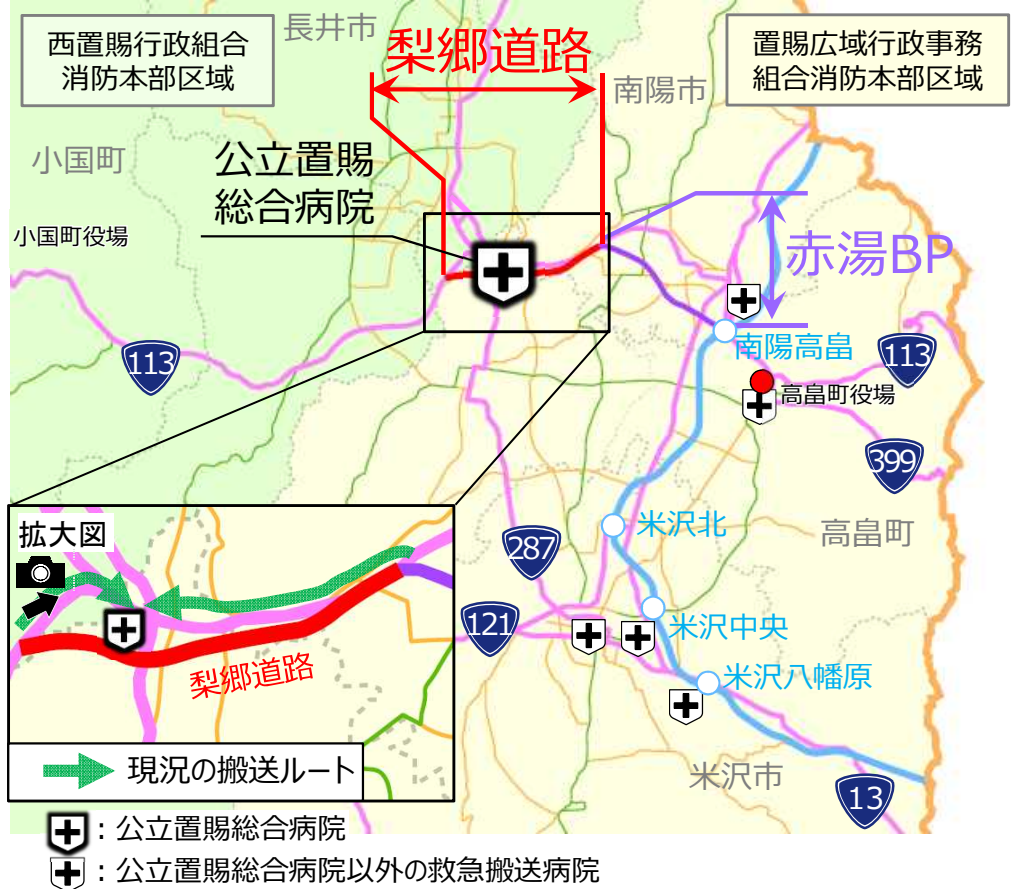 西置賜行政組合
消防本部区域
長井市
梨郷道路
南陽市
置賜広域行政事務
組合消防本部区域
小国町
公立置賜
総合病院
小国町役場
赤湯BP
南陽高畠
113
113
高畠町役場
399
拡大図
米沢北
高畠町
287
121
米沢中央
梨郷道路
米沢八幡原
現況の搬送ルート
米沢市
13
：公立置賜総合病院
：公立置賜総合病院以外の救急搬送病院